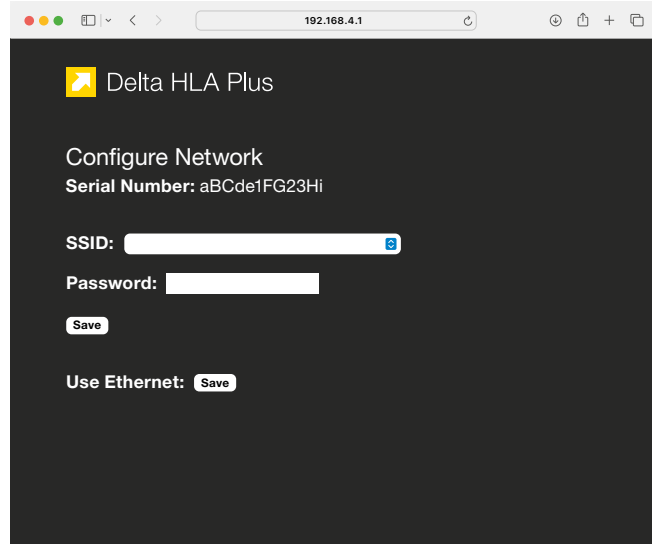 192.168.4.1
Delta HLA Plus
Configure Network
Serial Number: aBCde1FG23Hi
SSID:
Password:
Save
Use Ethernet: Save